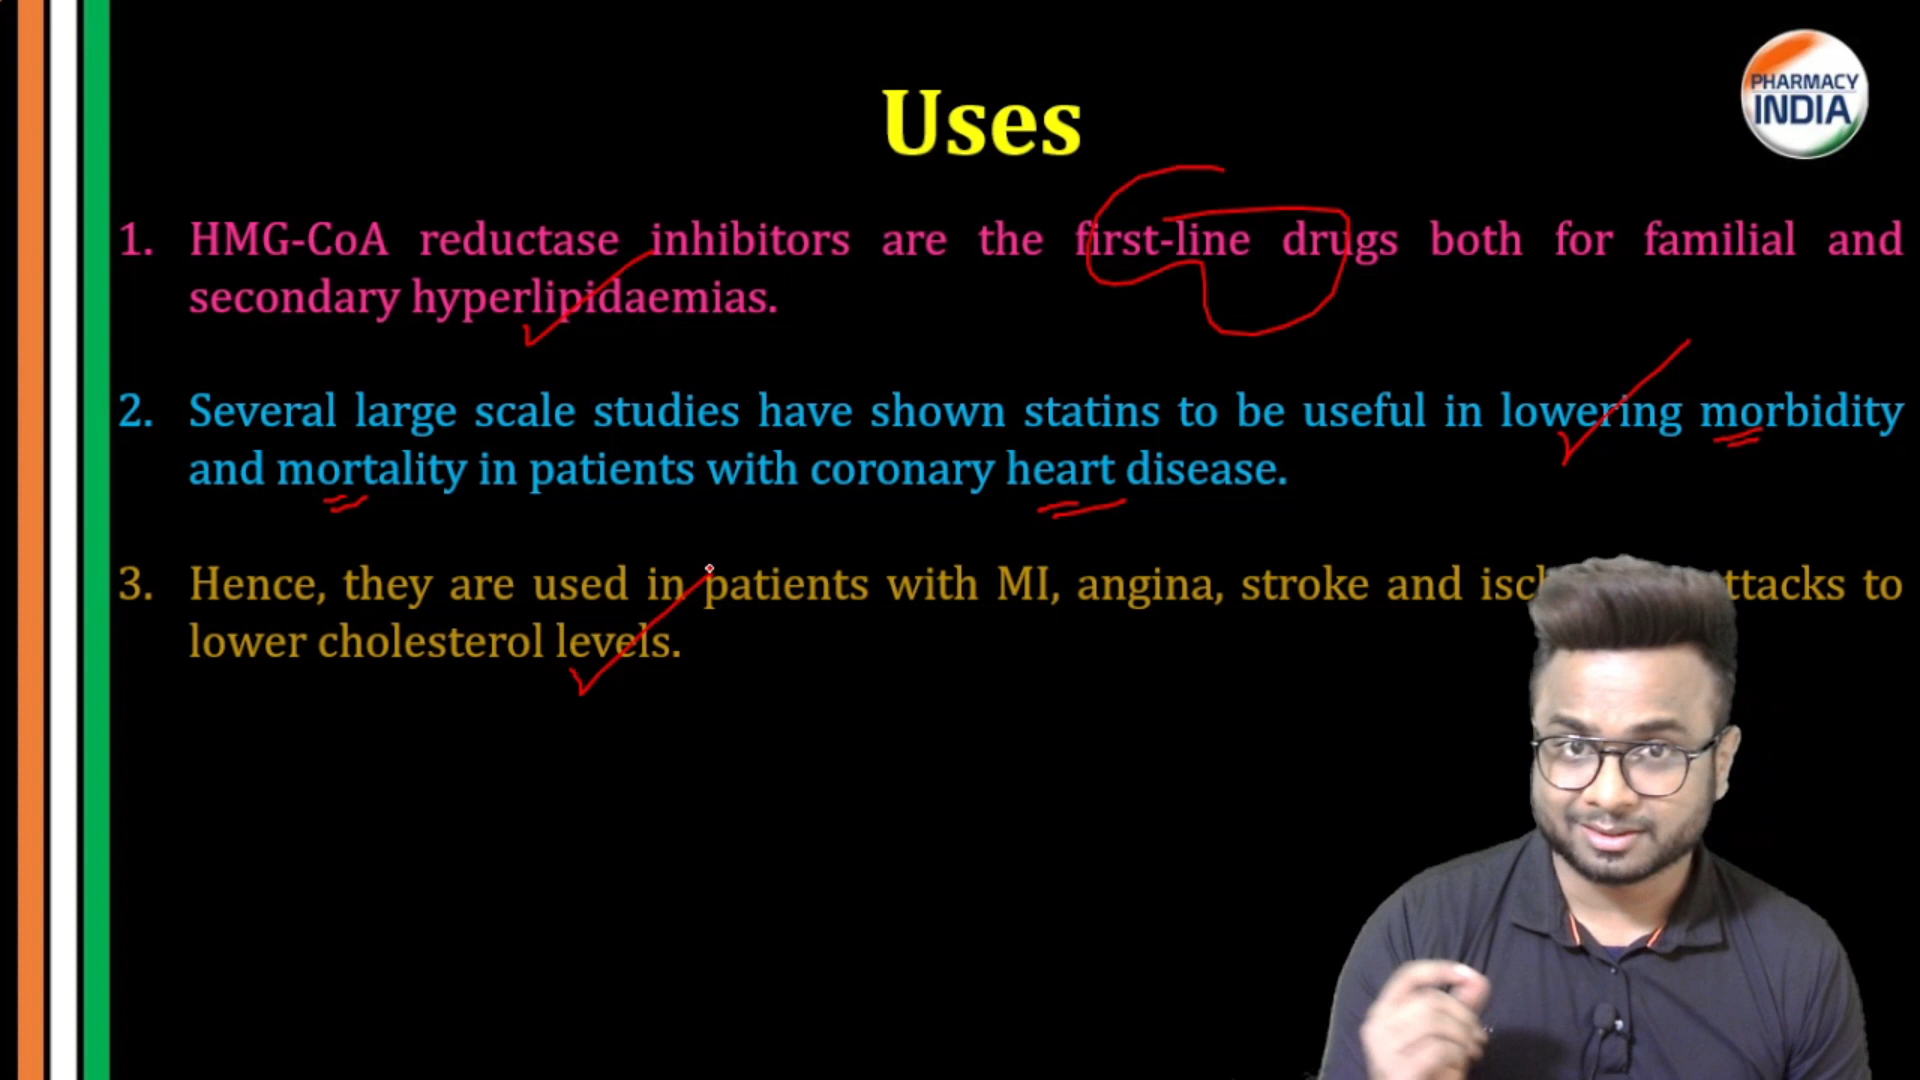 PHARMACY
INDIA
Uses
1. HMG-CoA reductase inhibitors are the first-line drugs both for familial and
secondary hyperlipidaemias.
2. Several large scale studies have shown statins to be useful in lowering morbidity
and mortality in patients with coronary heart disease.
3. Hence, they are used in patients with MI, angina, stroke and to
lower cholesterol levels.